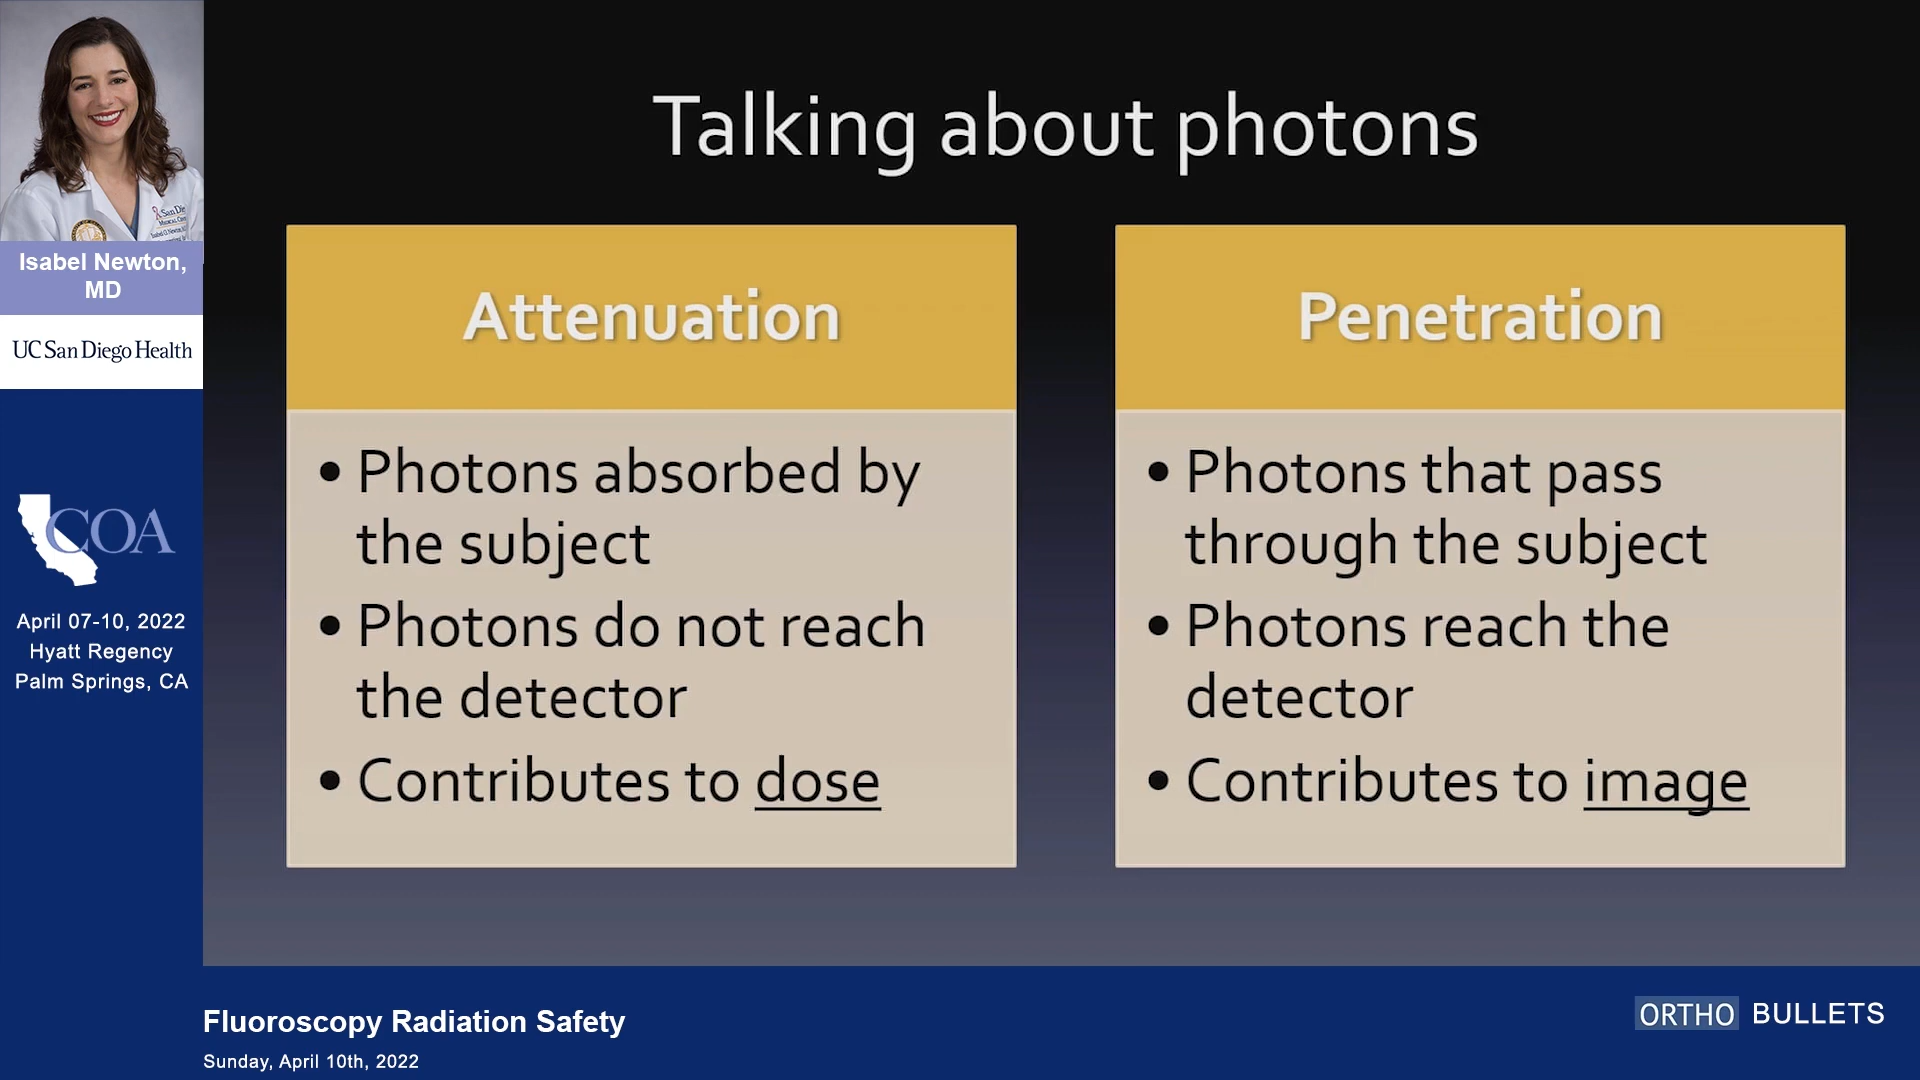 Talking about photons
Attenuation
• Photons absorbed by
the subject
• Photons do not reach
the detector
• Contributes to dose
Penetration
• Photons that pass
through the subject
• Photons reach the
detector
• Contributes to image
Isabel Newton,
MD
UC San Diego Health
COA
April 07-10, 2022
Hyatt Regency
Palm Springs, CA
Fluoroscopy Radiation Safety
Sunday, April 10th, 2022
ORTHO BULLETS